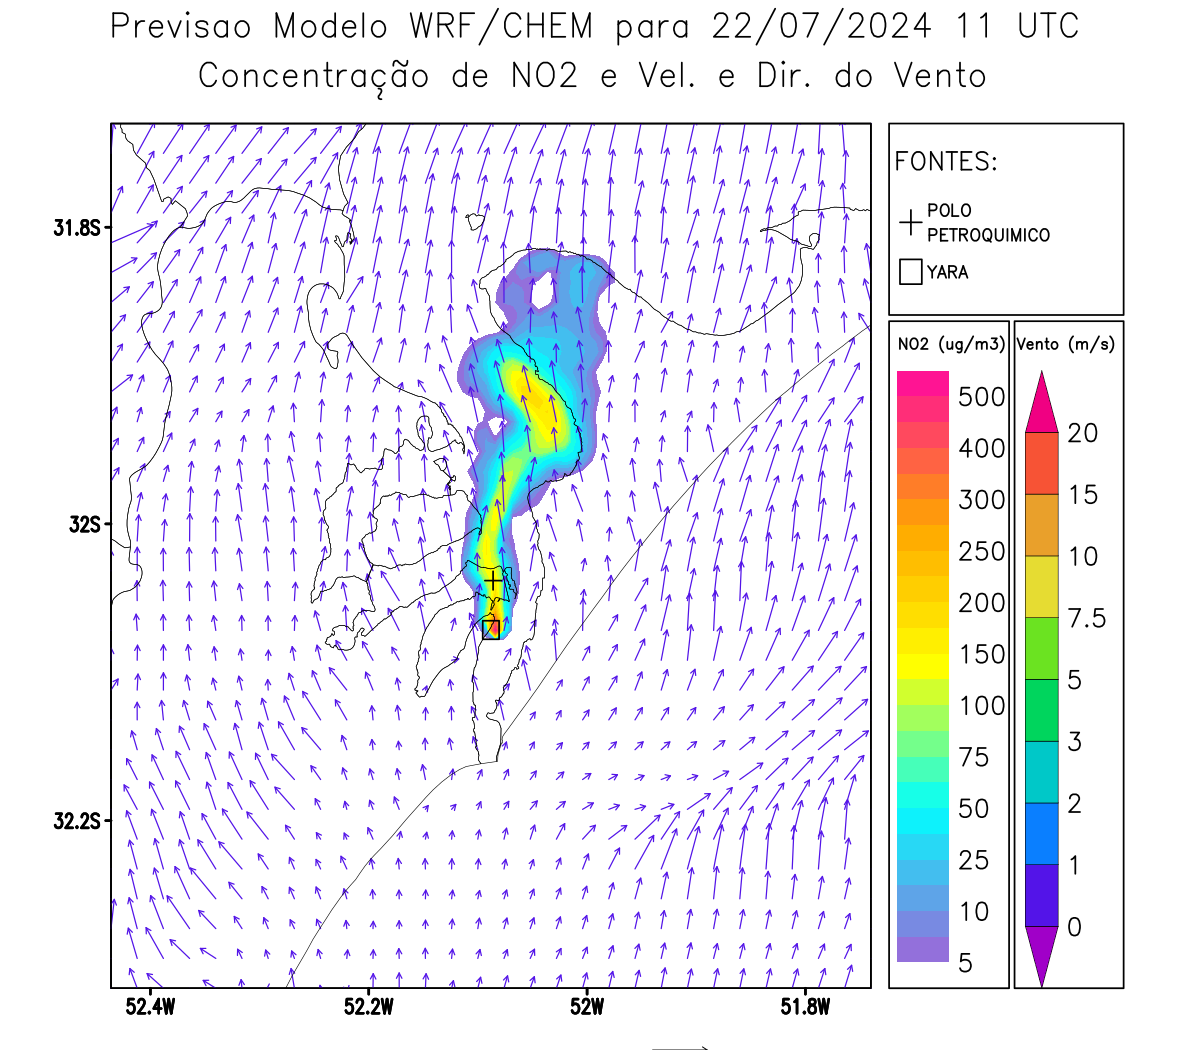 Previsao Modelo WRF/CHEM para 22/07/2024 11 UTC
Concentração de NO2 e Vel. e Dir. do Vento
FONTES:
POLO
PETROQUIMICO
YARA
NO2 (ug/m3)
500
400
300
250
200
150
100
75
50
25
10
5
Vento (m/s)
20
15
10
7.5
5
3
2
1
0
31.8S
32S
32.2S
52.4W
52.2W
52W
51.8W